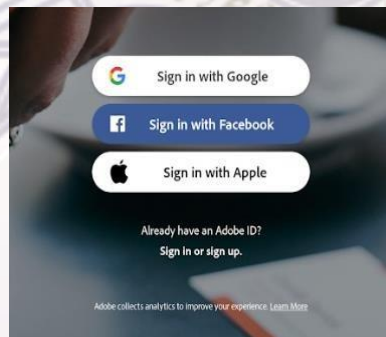 Sign in with Google
Sign in with Facebook
Sign in with Apple
Already have an Adobe ID?
Sign in or sign up.
Adobe collects analytics to improve your experience. Learn More